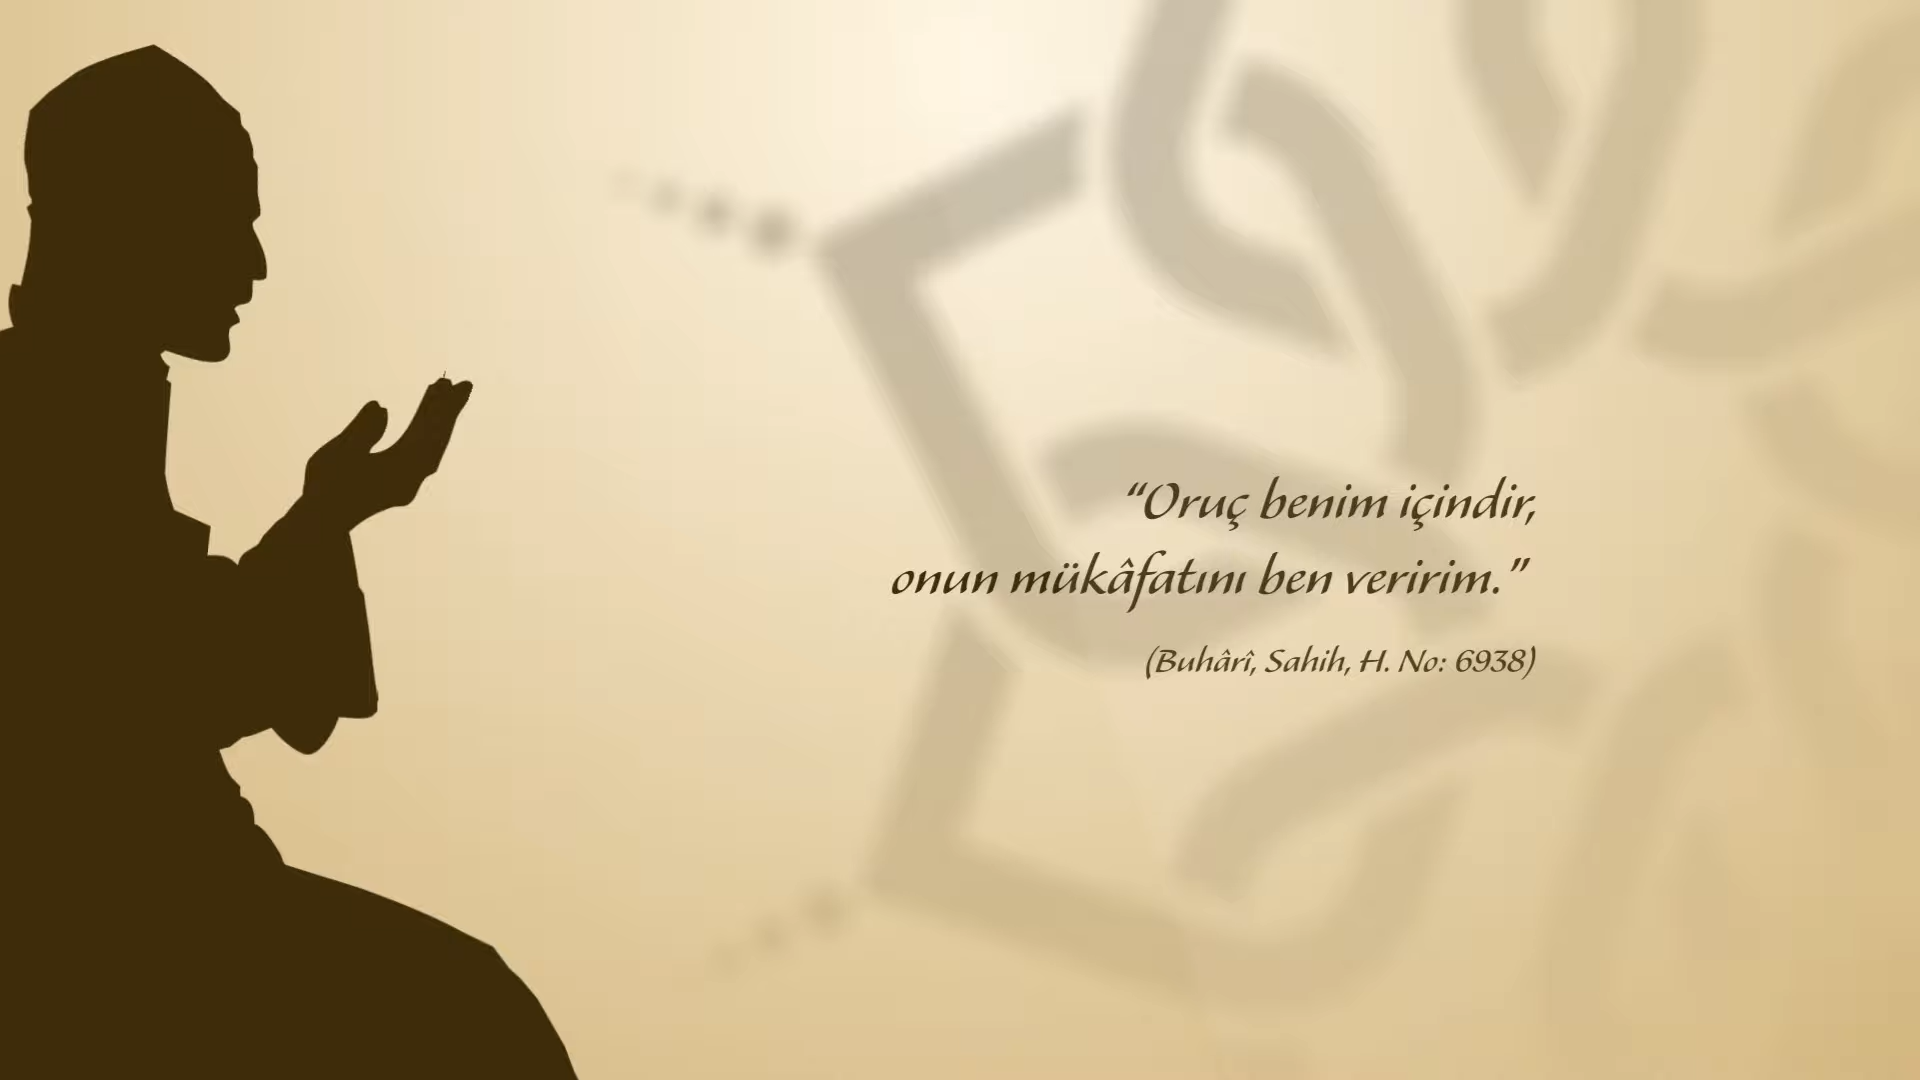 “Oruç benim içindir,
onun mükâfatını ben veririm.”
(Buhârî, Sahih, H. No: 6938)